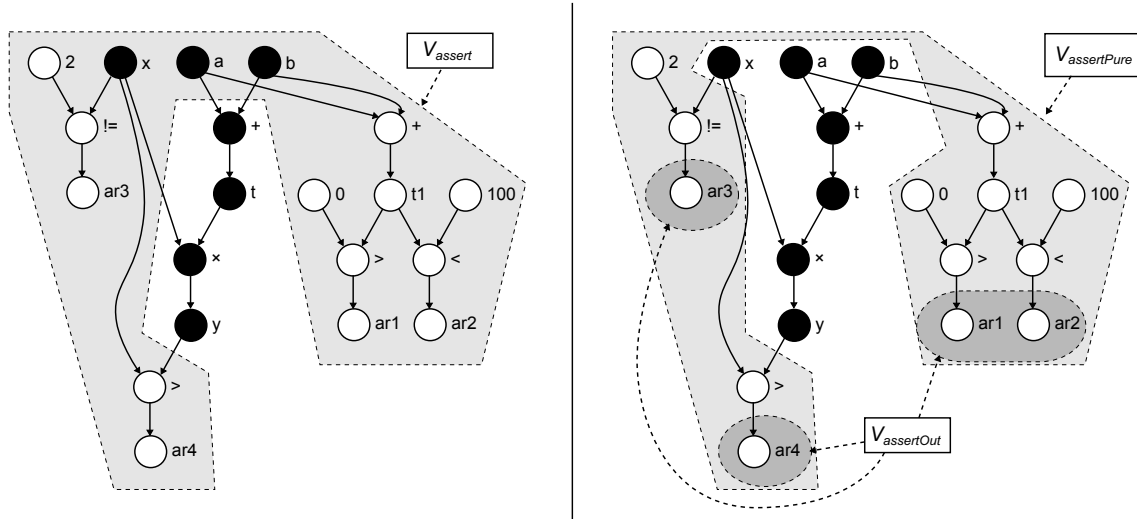 2 x a b
V_assert
!= + +
ar3 t 0 t1 100
× > <
y ar1 ar2
>
ar4
2 x a b
V_assertPure
!= + +
ar3 t 0 t1 100
× > <
y ar1 ar2
>
V_assertOut
ar4